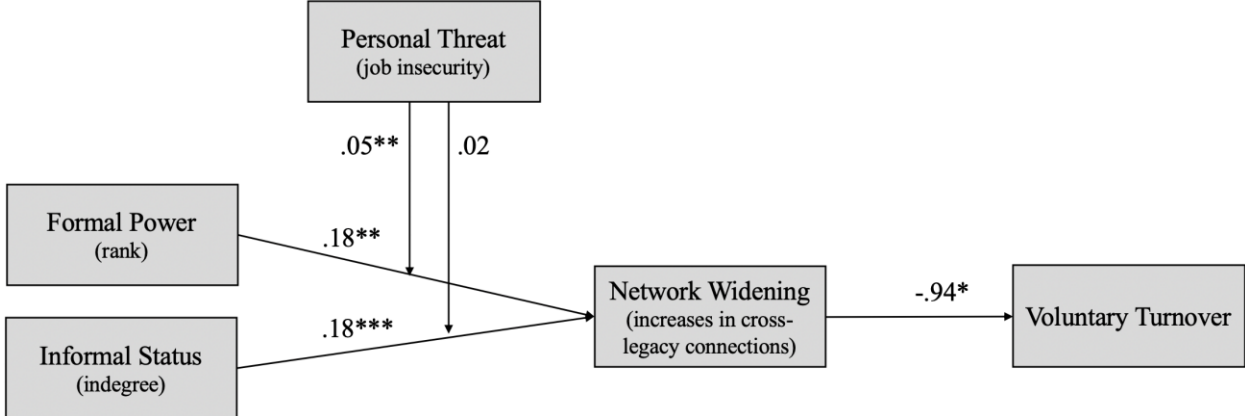 Personal Threat
(job insecurity)
.05**
.02
Formal Power
(rank)
.18**
Network Widening
(increases in cross-
legacy connections)
-.94*
Voluntary Turnover
.18***
Informal Status
(indegree)